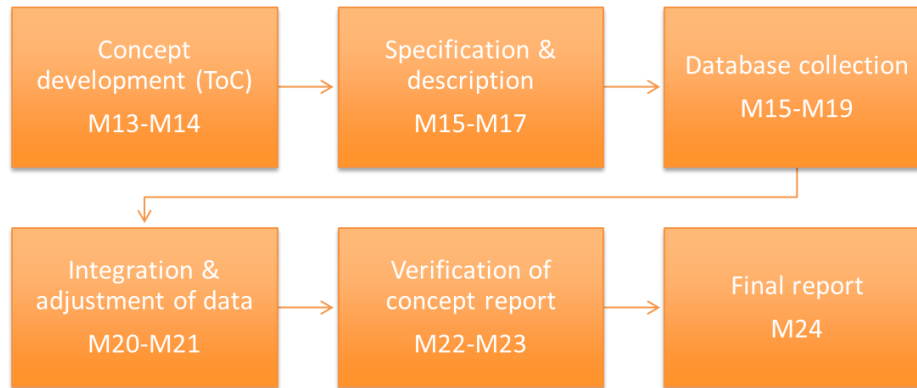 Concept
development (ToC)
M13-M14
Specification &
description
M15-M17
Database collection
M15-M19
Integration &
adjustment of data
M20-M21
Verification of
concept report
M22-M23
Final report
M24